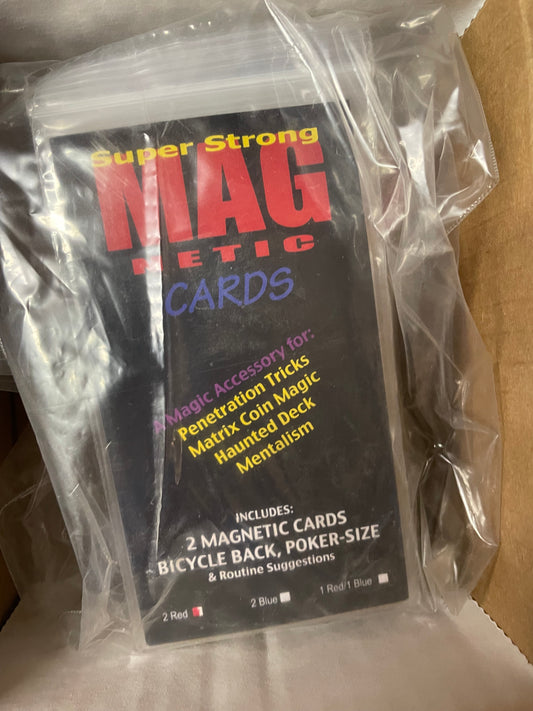 Super Strong
MAG
NETIC
CARDS
A Magic Accessory for:
Penetration Tricks
Matrix Coin Magic
Haunted Deck
Mentalism
INCLUDES:
2 MAGNETIC CARDS
BICYCLE BACK, POKER-SIZE
& Routine Suggestions
2 Red 2 Blue 1 Red/1 Blue